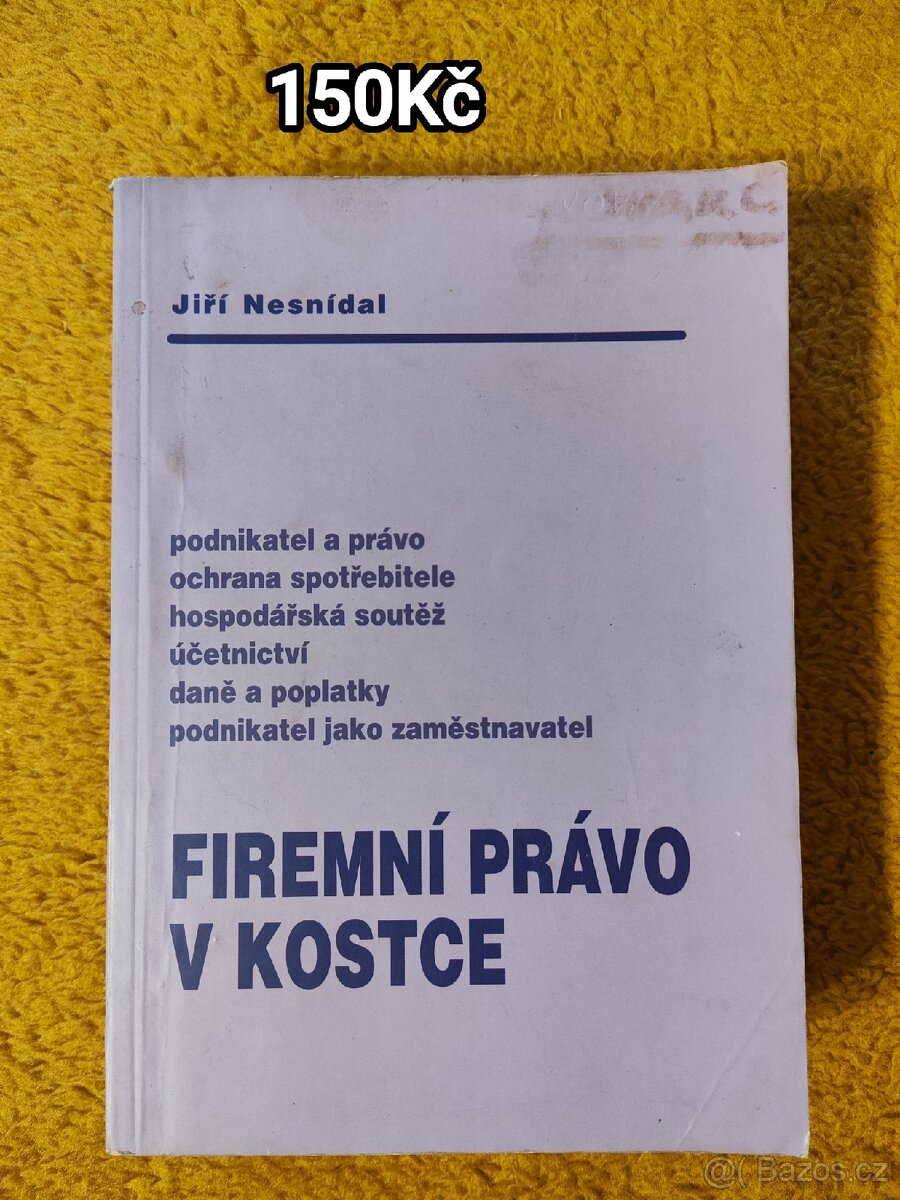 150Kč
Jiří Nesnídal
podnikatel a právo
ochrana spotřebitele
hospodářská soutěž
účetnictví
daně a poplatky
podnikatel jako zaměstnavatel
FIREMNÍ PRÁVO
V KOSTCE
@( Bazos.cz